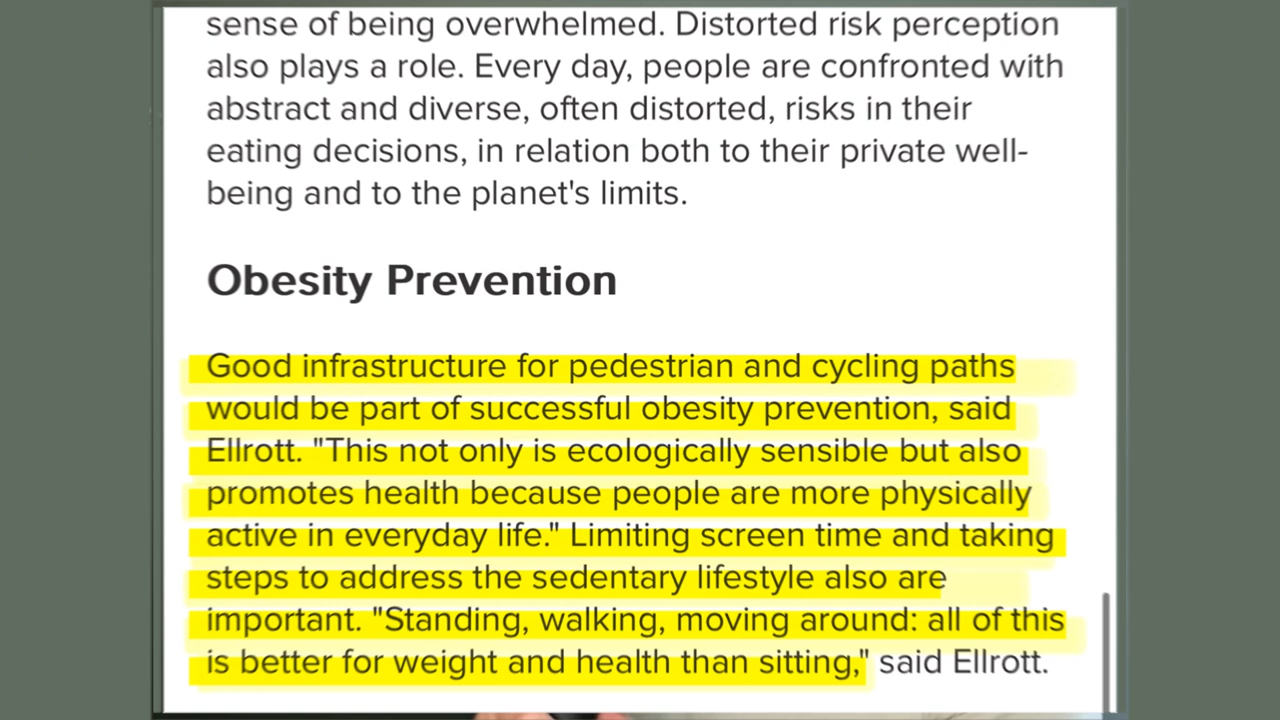 sense of being overwhelmed. Distorted risk perception
also plays a role. Every day, people are confronted with
abstract and diverse, often distorted, risks in their
eating decisions, in relation both to their private well-
being and to the planet's limits.
Obesity Prevention
Good infrastructure for pedestrian and cycling paths
would be part of successful obesity prevention, said
Ellrott. "This not only is ecologically sensible but also
promotes health because people are more physically
active in everyday life." Limiting screen time and taking
steps to address the sedentary lifestyle also are
important. "Standing, walking, moving around: all of this
is better for weight and health than sitting," said Ellrott.